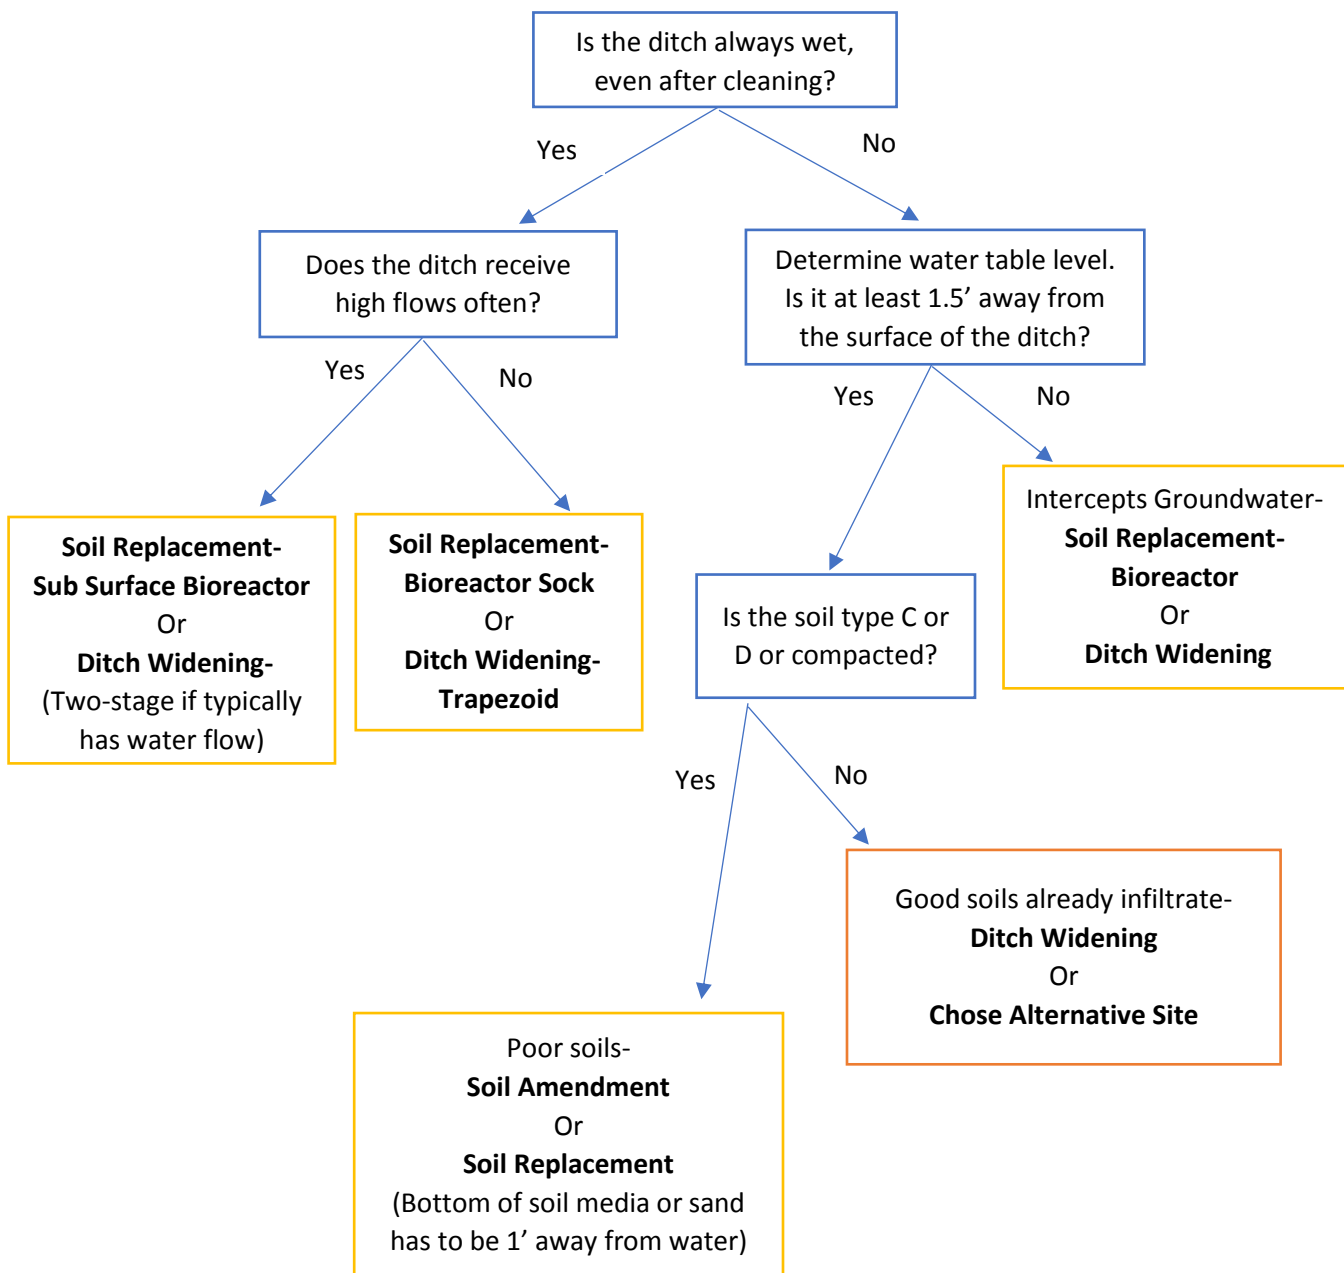 Is the ditch always wet,
even after cleaning?
Yes
No
Does the ditch receive
high flows often?
Determine water table level.
Is it at least 1.5’ away from
the surface of the ditch?
Yes
No
Yes
No
Soil Replacement-
Sub Surface Bioreactor
Or
Ditch Widening-
(Two-stage if typically
has water flow)
Soil Replacement-
Bioreactor Sock
Or
Ditch Widening-
Trapezoid
Is the soil type C or
D or compacted?
Intercepts Groundwater-
Soil Replacement-
Bioreactor
Or
Ditch Widening
Yes
No
Good soils already infiltrate-
Ditch Widening
Or
Chose Alternative Site
Poor soils-
Soil Amendment
Or
Soil Replacement
(Bottom of soil media or sand
has to be 1’ away from water)